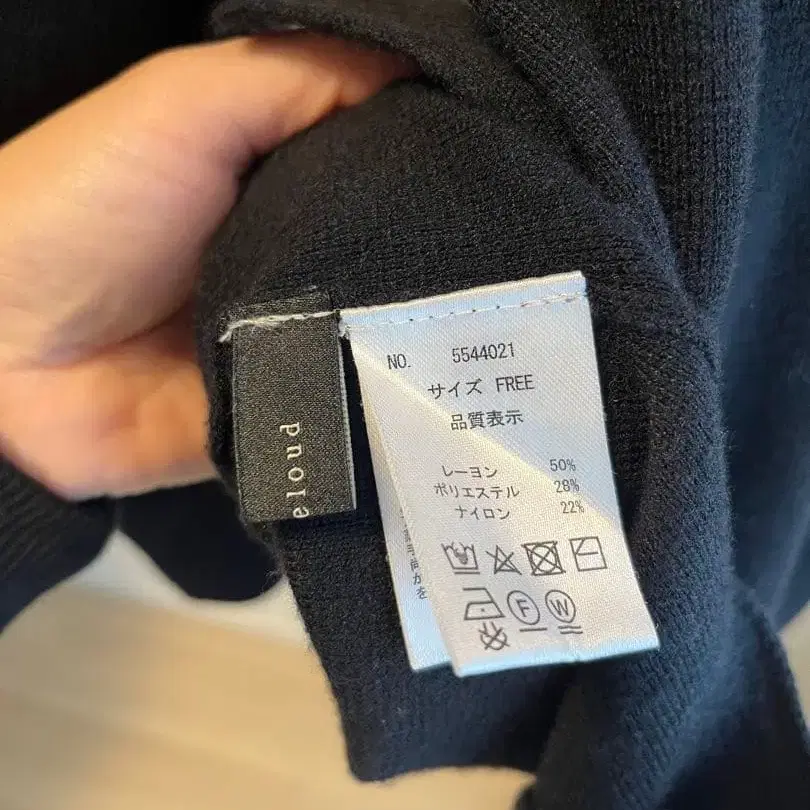 NO. 5544021
サイズ FREE
品質表示
レーヨン 50%
ポリエステル 28%
ナイロン 22%
F W
eloud